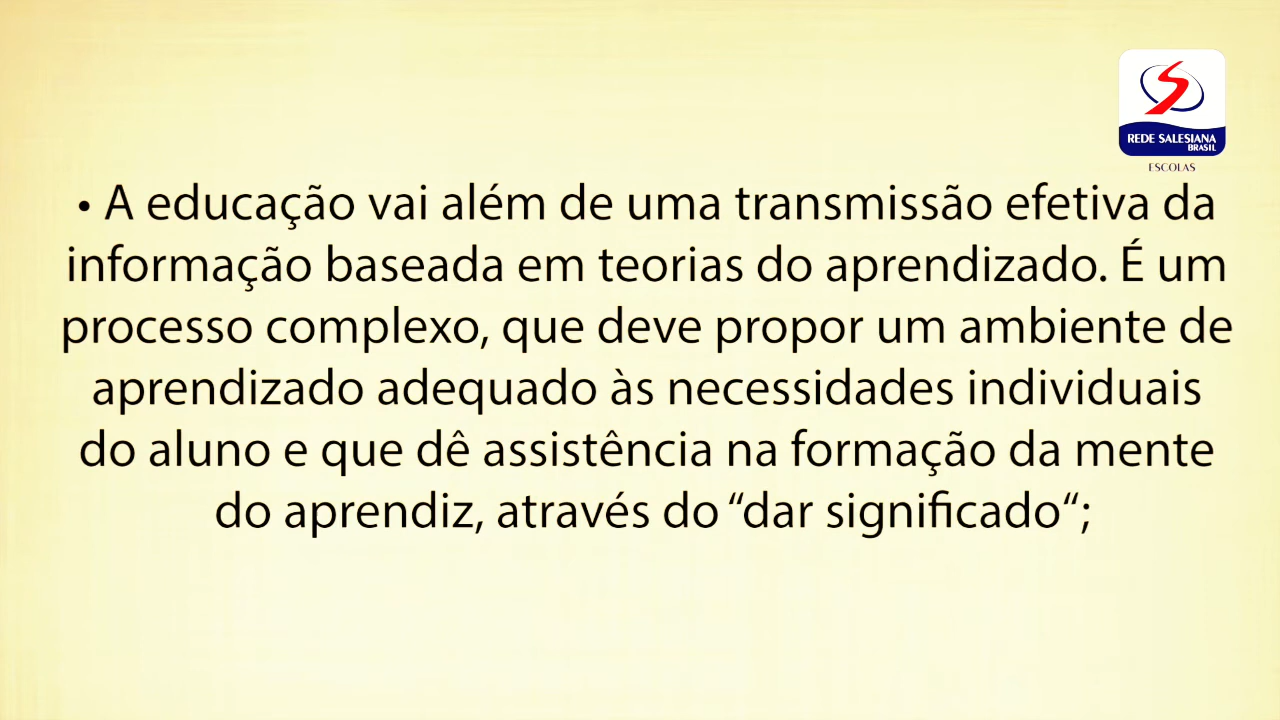 REDE SALESIANA
BRASIL
ESCOLAS
• A educação vai além de uma transmissão efetiva da
informação baseada em teorias do aprendizado. É um
processo complexo, que deve propor um ambiente de
aprendizado adequado às necessidades individuais
do aluno e que dê assistência na formação da mente
do aprendiz, através do “dar significado“;